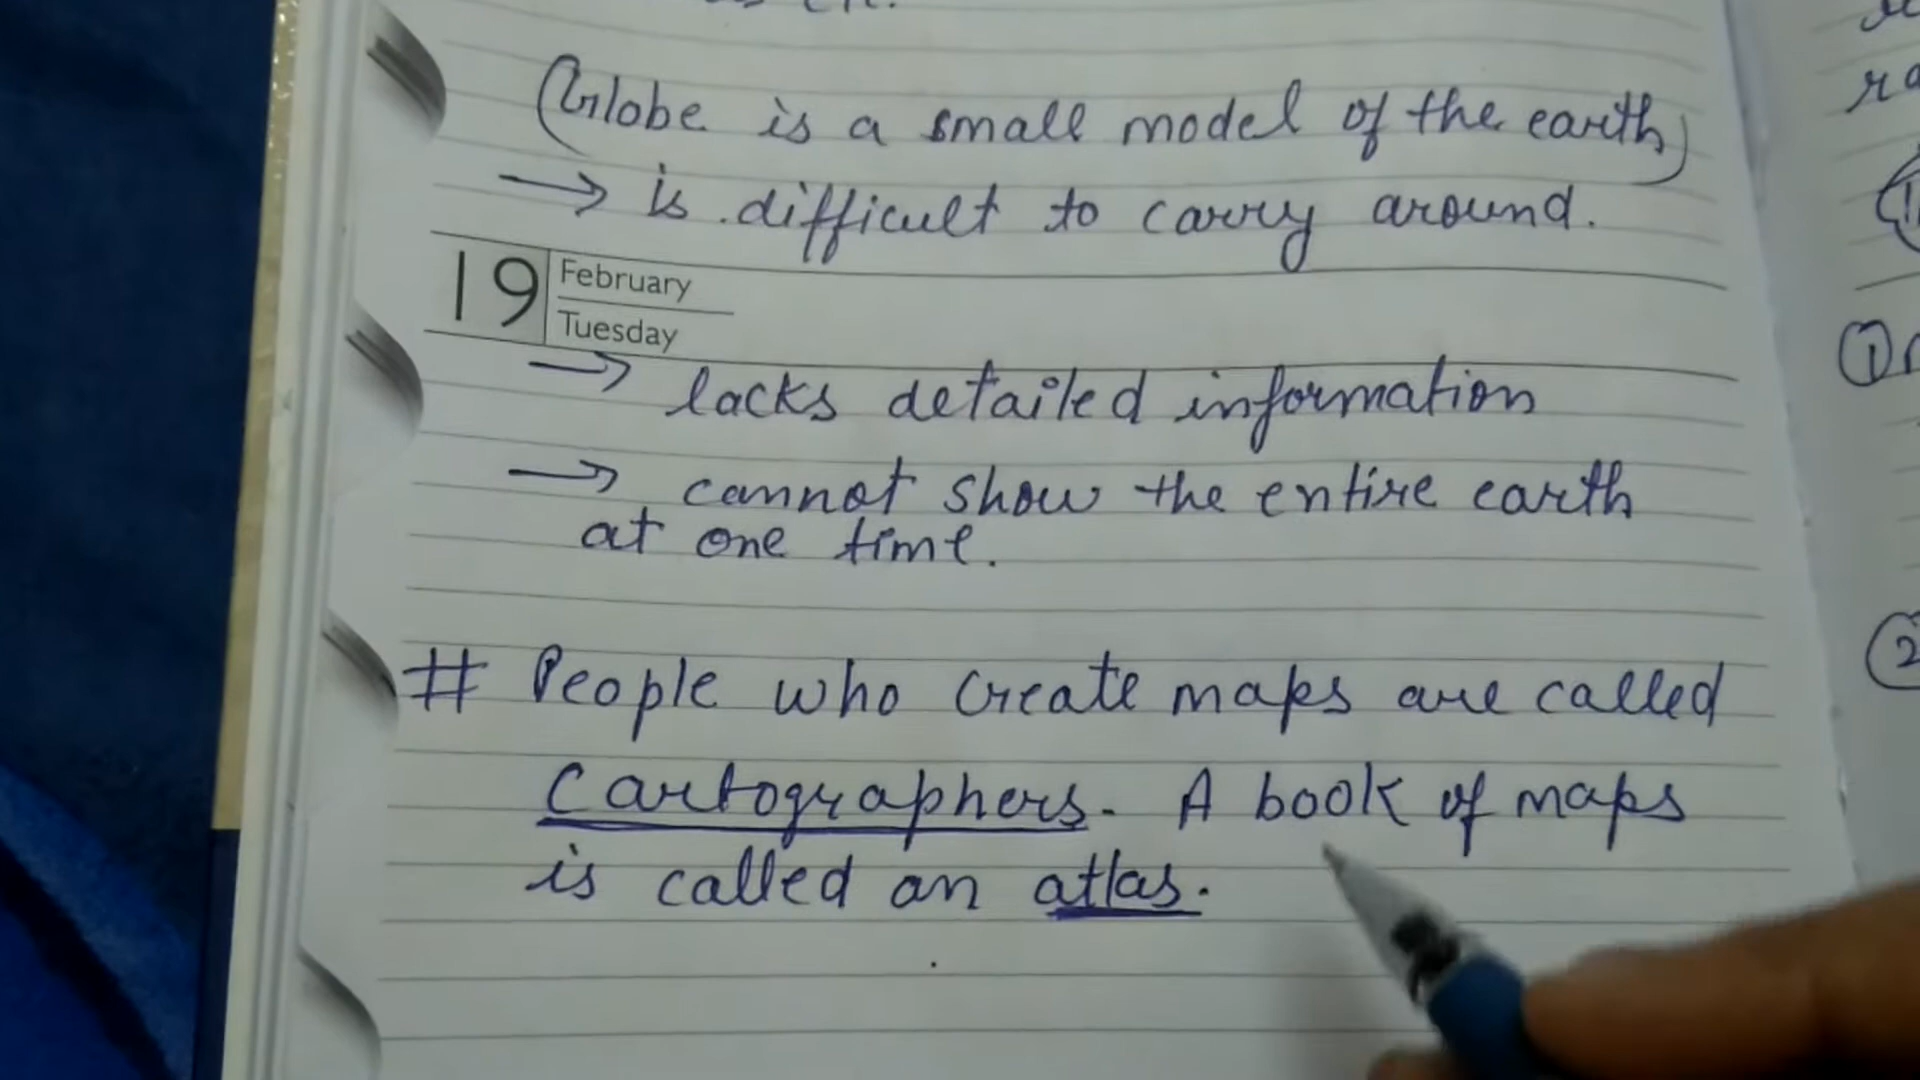 (Globe is a small model of the earth)
→ is difficult to carry around.
19 February
Tuesday
→ lacks detailed information
→ cannot show the entire earth
at one time.
# People who create maps are called
Cartographers. A book of maps
is called an atlas.
1
2